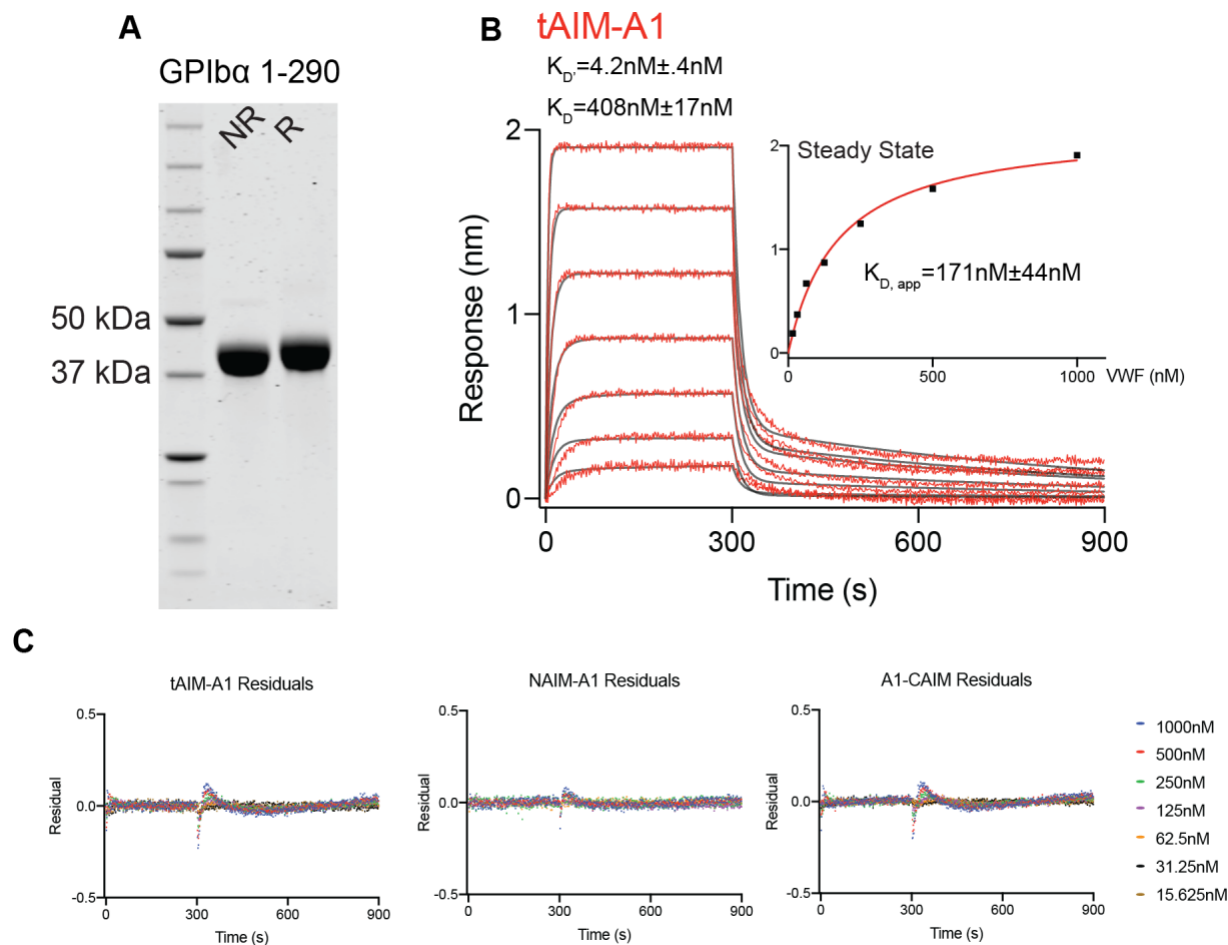 A
GPIbα 1-290
NR
R
50 kDa
37 kDa
B
tAIM-A1
KD'=4.2nM±.4nM
KD=408nM±17nM
2
1
0
Response (nm)
0
300
600
900
Time (s)
Steady State
2
1
0
KD, app=171nM±44nM
0
500
1000
VWF (nM)
C
tAIM-A1 Residuals
0.5
0.0
-0.5
Residual
0
300
600
900
Time (s)
NAIM-A1 Residuals
0.5
0.0
-0.5
Residual
0
300
600
900
Time (s)
A1-CAIM Residuals
0.5
0.0
-0.5
Residual
0
300
600
900
Time (s)
1000nM
500nM
250nM
125nM
62.5nM
31.25nM
15.625nM